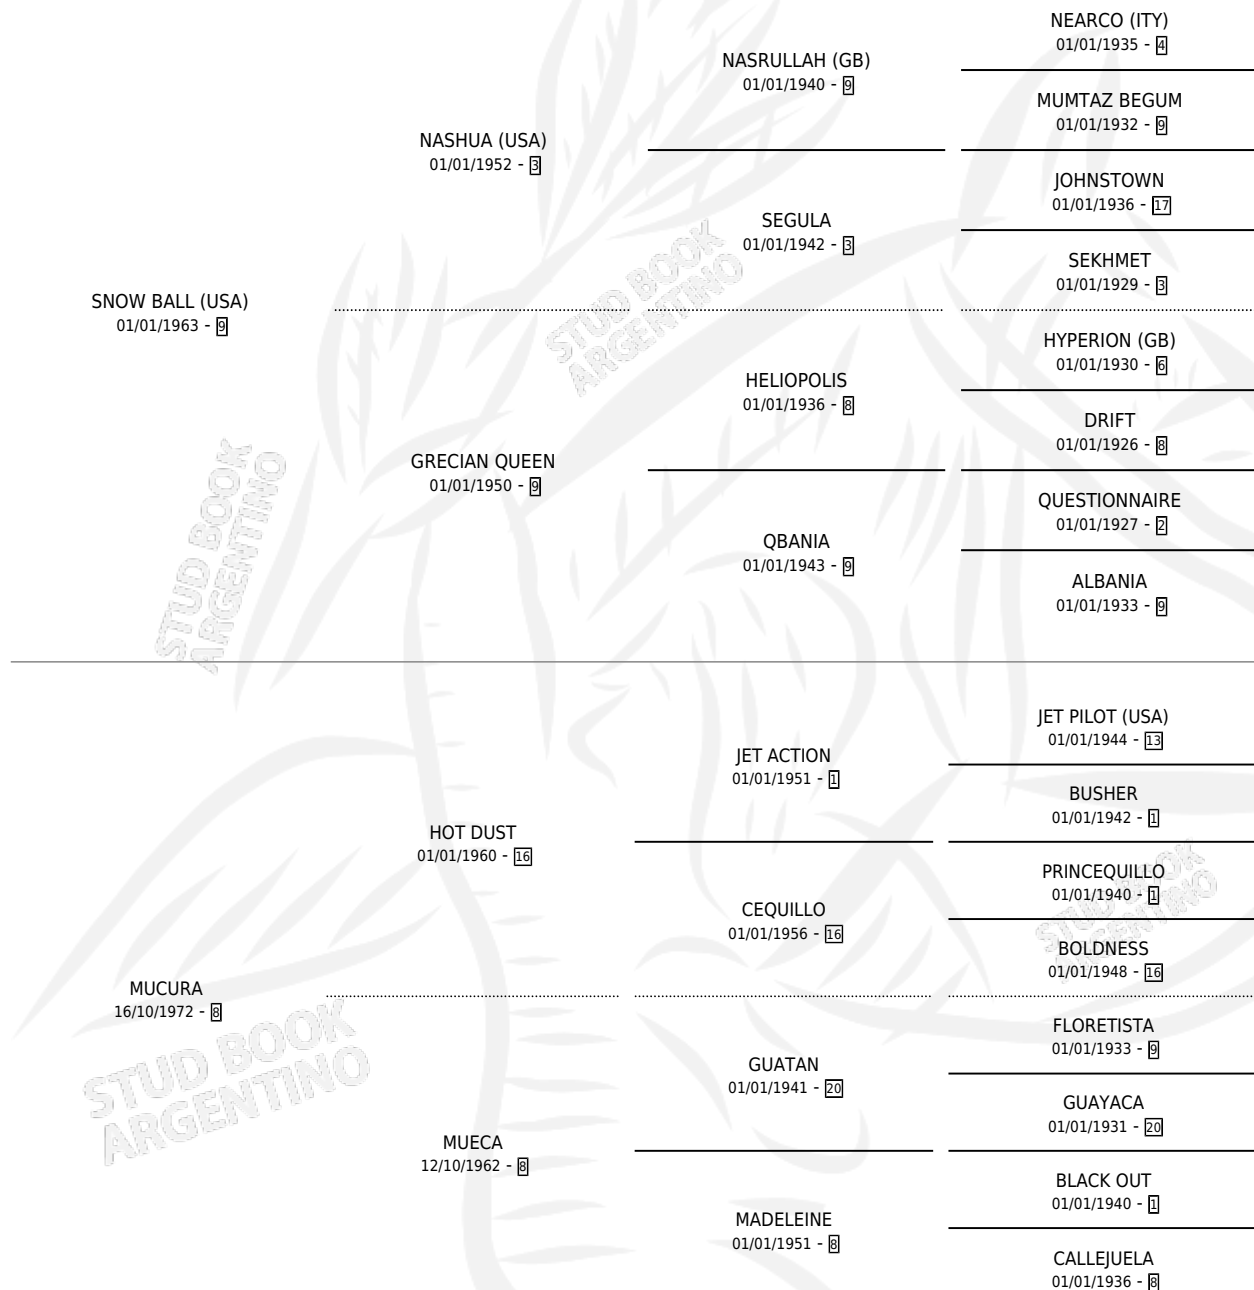 NEARCO (ITY)
01/01/1935 - 4
NASRULLAH (GB)
01/01/1940 - 9
MUMTAZ BEGUM
01/01/1932 - 9
NASHUA (USA)
01/01/1952 - 3
JOHNSTOWN
01/01/1936 - 17
SEGULA
01/01/1942 - 3
SEKHMET
01/01/1929 - 3
SNOW BALL (USA)
01/01/1963 - 9
STUD BOOK
ARGENTINO
HYPERION (GB)
01/01/1930 - 6
HELIOPOLIS
01/01/1936 - 8
DRIFT
01/01/1926 - 8
GRECIAN QUEEN
01/01/1950 - 9
QUESTIONNAIRE
01/01/1927 - 2
QBANIA
01/01/1943 - 9
ALBANIA
01/01/1933 - 9
STUD BOOK
ARGENTINO
JET PILOT (USA)
01/01/1944 - 13
JET ACTION
01/01/1951 - 1
BUSHER
01/01/1942 - 1
HOT DUST
01/01/1960 - 16
PRINCEQUILLO
01/01/1940 - 1
CEQUILLO
01/01/1956 - 16
STUD BOOK
ARGENTINO
BOLDNESS
01/01/1948 - 16
MUCURA
16/10/1972 - 8
FLORETISTA
01/01/1933 - 9
STUD BOOK
ARGENTINO
GUATAN
01/01/1941 - 20
GUAYACA
01/01/1931 - 20
MUECA
12/10/1962 - 8
BLACK OUT
01/01/1940 - 1
MADELEINE
01/01/1951 - 8
CALLEJUELA
01/01/1936 - 8